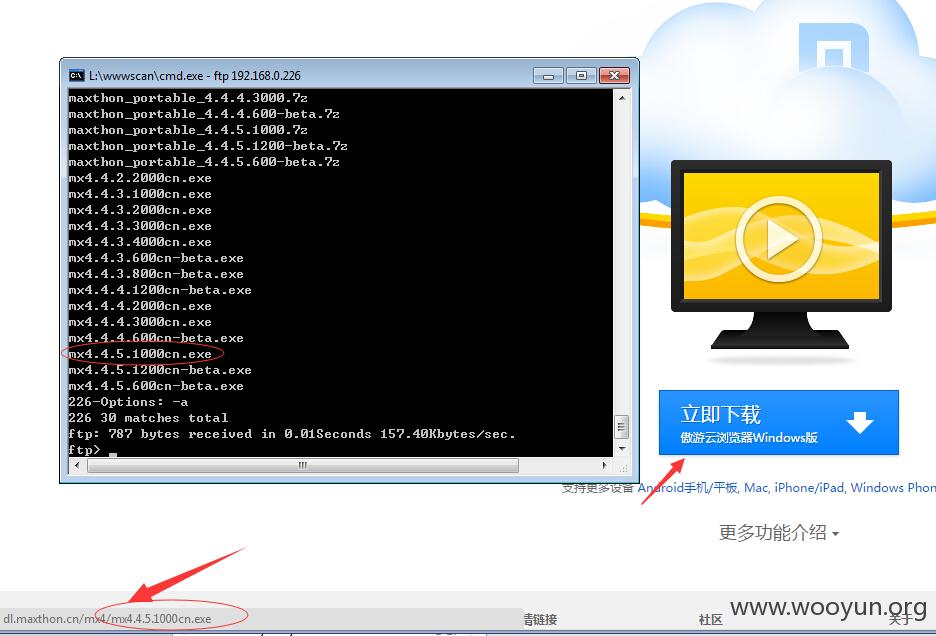 L:\wwwscan\cmd.exe - ftp 192.168.0.226
maxthon_portable_4.4.4.3000.7z
maxthon_portable_4.4.4.600-beta.7z
maxthon_portable_4.4.5.1000.7z
maxthon_portable_4.4.5.1200-beta.7z
maxthon_portable_4.4.5.600-beta.7z
mx4.4.2.2000cn.exe
mx4.4.3.1000cn.exe
mx4.4.3.2000cn.exe
mx4.4.3.3000cn.exe
mx4.4.3.4000cn.exe
mx4.4.3.600cn-beta.exe
mx4.4.3.800cn-beta.exe
mx4.4.4.1200cn-beta.exe
mx4.4.4.2000cn.exe
mx4.4.4.3000cn.exe
mx4.4.4.600cn-beta.exe
mx4.4.5.1000cn.exe
mx4.4.5.1200cn-beta.exe
mx4.4.5.600cn-beta.exe
226-Options: -a
226 30 matches total
ftp: 787 bytes received in 0.01Seconds 157.40Kbytes/sec.
ftp>
立即下载
傲游云浏览器Windows版
支持更多设备 Android手机/平板, Mac, iPhone/iPad, Windows Phon
更多功能介绍
dl.maxthon.cn/mx4/mx4.4.5.1000cn.exe
情链接
社区
关于
www.wooyun.org